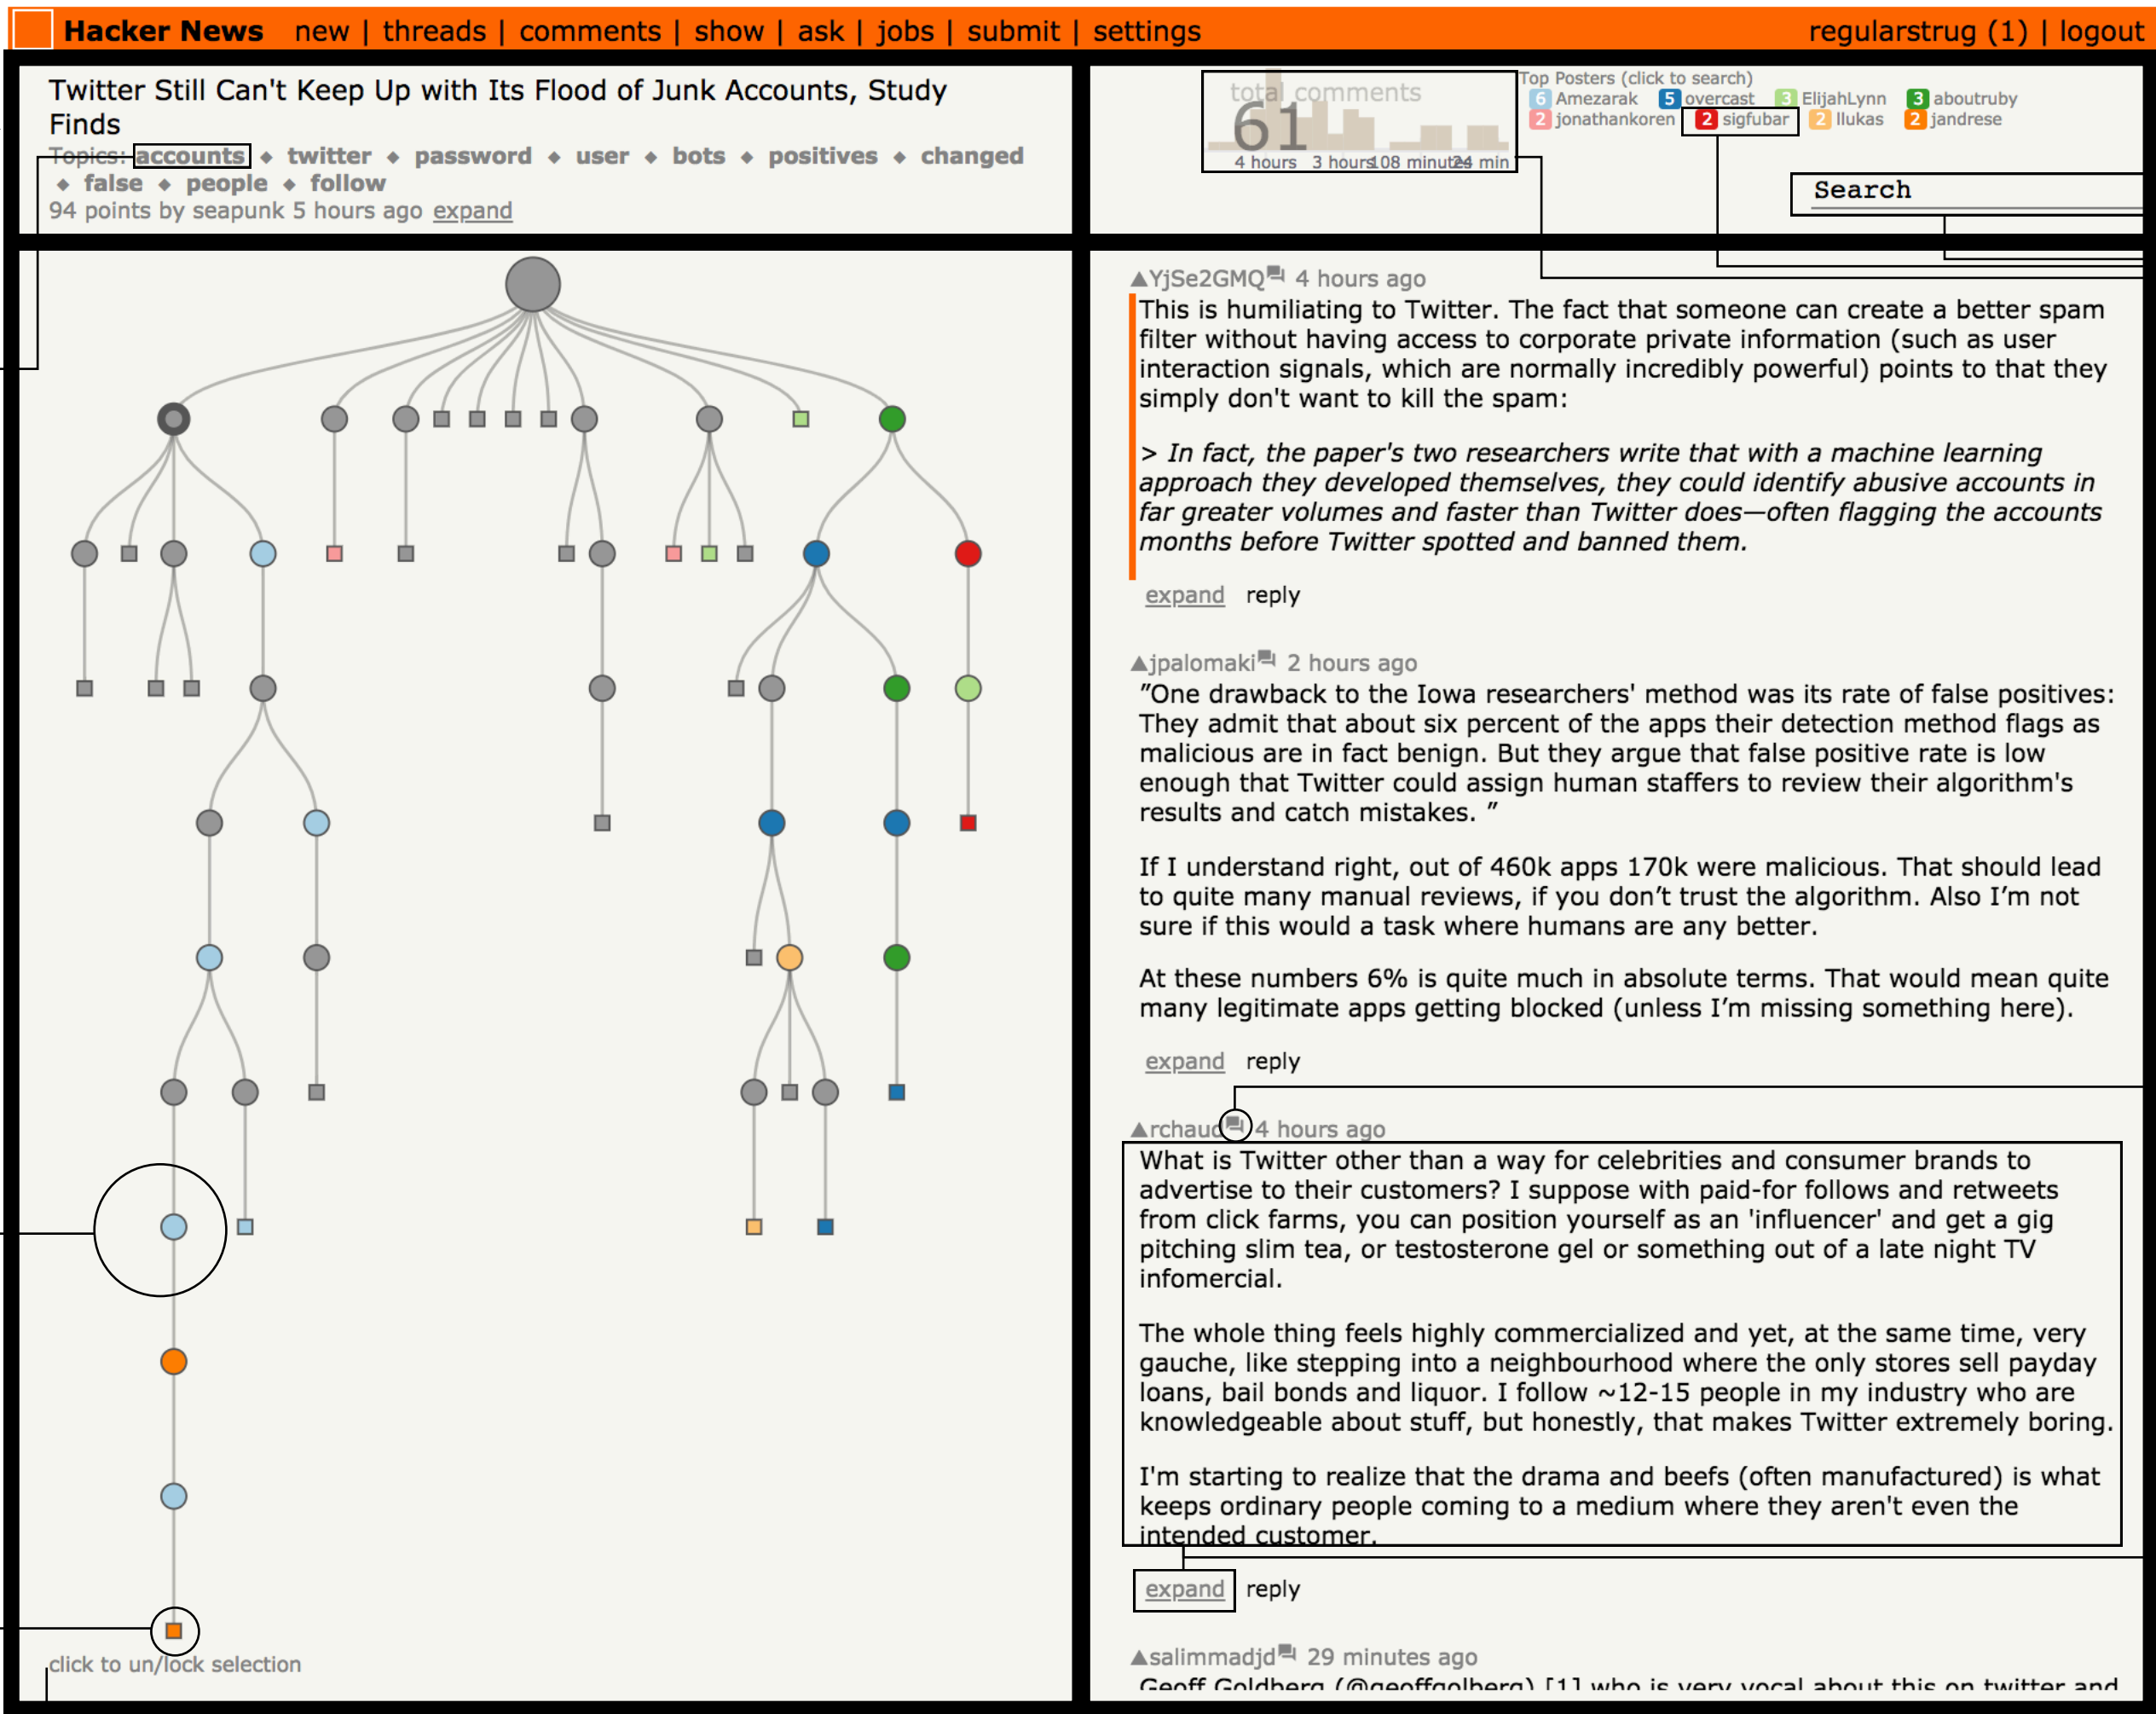 Hacker News new | threads | comments | show | ask | jobs | submit | settings
regularstrug (1) | logout
Twitter Still Can't Keep Up with Its Flood of Junk Accounts, Study
Finds
Topics: accounts ◆ twitter ◆ password ◆ user ◆ bots ◆ positives ◆ changed
◆ false ◆ people ◆ follow
94 points by seapunk 5 hours ago expand
total comments
61
4 hours 3 hours 108 minutes 24 min
Top Posters (click to search)
6 Amezarak 5 overcast 3 ElijahLynn 3 aboutruby
2 jonathankoren 2 sigfubar 2 llukas 2 jandrese
Search
▲YjSe2GMQ 4 hours ago
This is humiliating to Twitter. The fact that someone can create a better spam
filter without having access to corporate private information (such as user
interaction signals, which are normally incredibly powerful) points to that they
simply don't want to kill the spam:
> In fact, the paper's two researchers write that with a machine learning
approach they developed themselves, they could identify abusive accounts in
far greater volumes and faster than Twitter does—often flagging the accounts
months before Twitter spotted and banned them.
expand reply
▲jpalomaki 2 hours ago
”One drawback to the Iowa researchers' method was its rate of false positives:
They admit that about six percent of the apps their detection method flags as
malicious are in fact benign. But they argue that false positive rate is low
enough that Twitter could assign human staffers to review their algorithm's
results and catch mistakes. ”
If I understand right, out of 460k apps 170k were malicious. That should lead
to quite many manual reviews, if you don’t trust the algorithm. Also I’m not
sure if this would a task where humans are any better.
At these numbers 6% is quite much in absolute terms. That would mean quite
many legitimate apps getting blocked (unless I’m missing something here).
expand reply
▲rchaud 4 hours ago
What is Twitter other than a way for celebrities and consumer brands to
advertise to their customers? I suppose with paid-for follows and retweets
from click farms, you can position yourself as an 'influencer' and get a gig
pitching slim tea, or testosterone gel or something out of a late night TV
infomercial.
The whole thing feels highly commercialized and yet, at the same time, very
gauche, like stepping into a neighbourhood where the only stores sell payday
loans, bail bonds and liquor. I follow ~12-15 people in my industry who are
knowledgeable about stuff, but honestly, that makes Twitter extremely boring.
I'm starting to realize that the drama and beefs (often manufactured) is what
keeps ordinary people coming to a medium where they aren't even the
intended customer.
expand reply
▲salimmadjd 29 minutes ago
Geoff Goldberg (@geoffgolberg) [1] who is very vocal about this on twitter and
click to un/lock selection